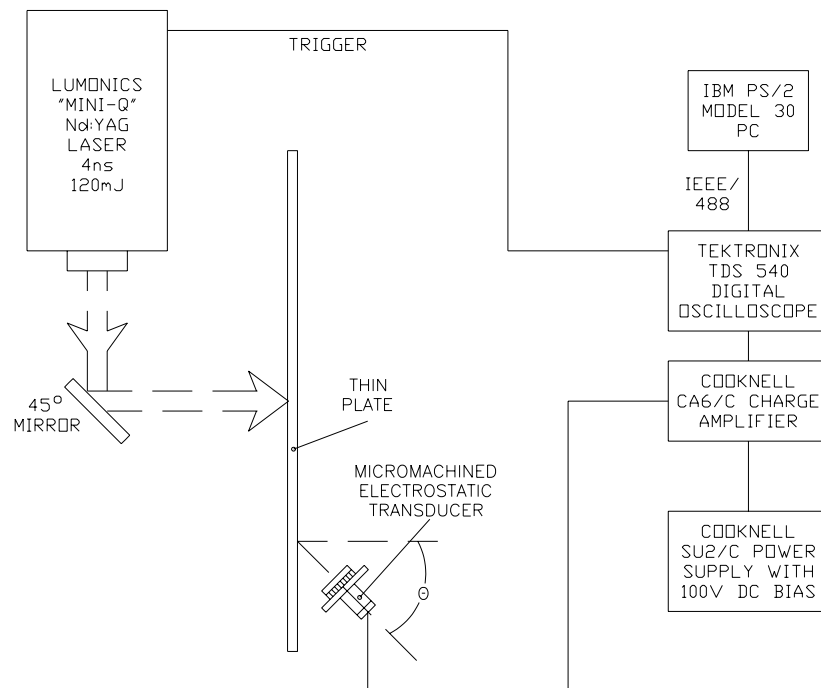 TRIGGER
LUMONICS
"MINI-Q"
Nd:YAG
LASER
4ns
120mJ
IBM PS/2
MODEL 30
PC
IEEE/
488
TEKTRONIX
TDS 540
DIGITAL
OSCILLOSCOPE
45°
MIRROR
THIN
PLATE
COOKNELL
CA6/C CHARGE
AMPLIFIER
MICROMACHINED
ELECTROSTATIC
TRANSDUCER
COOKNELL
SU2/C POWER
SUPPLY WITH
100V DC BIAS
Θ